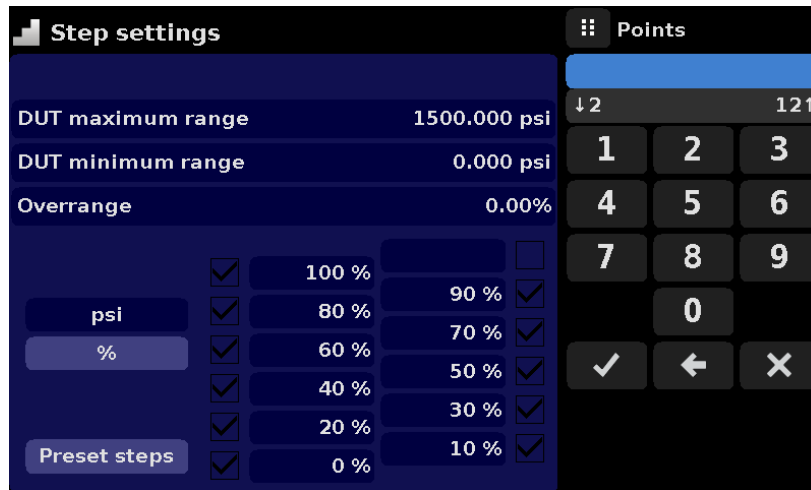 Step settings
Points
DUT maximum range 1500.000 psi
DUT minimum range 0.000 psi
Overrange 0.00%
100 %
90 %
psi
80 %
70 %
%
60 %
50 %
40 %
30 %
20 %
10 %
Preset steps
0 %
↓2 121
1 2 3
4 5 6
7 8 9
0